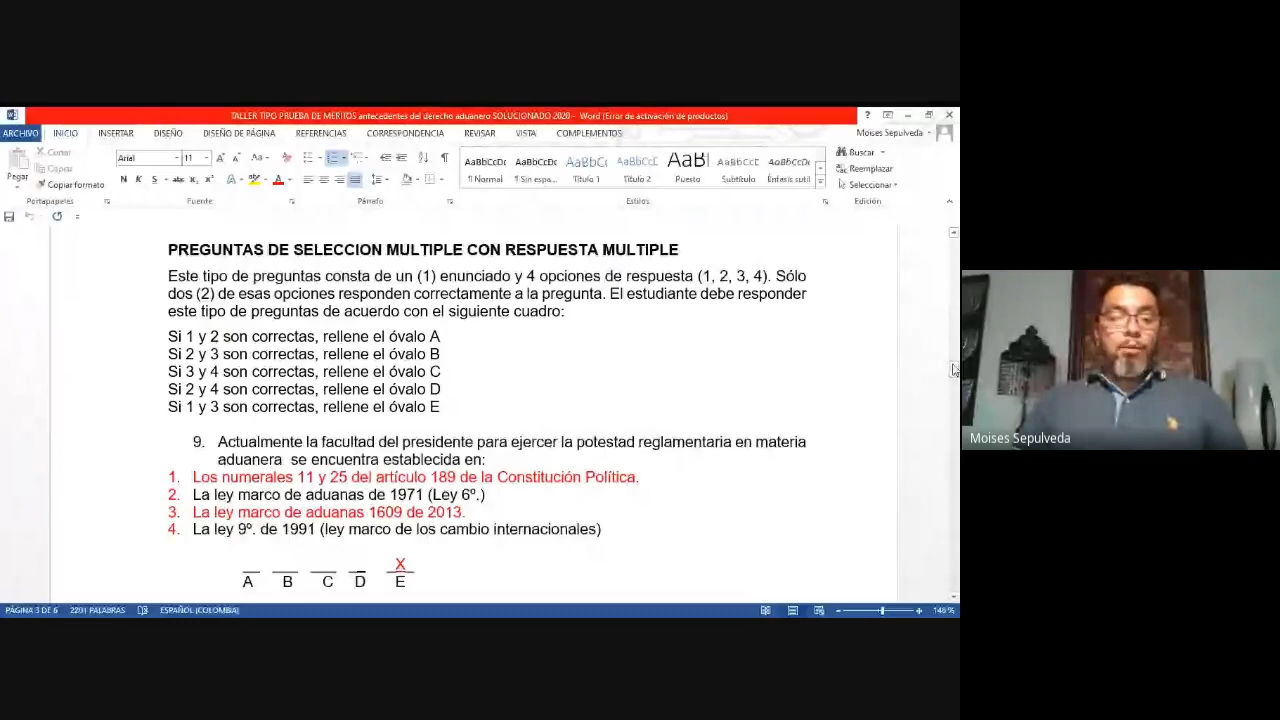 TALLER TIPO PRUEBA DE MERITOS antecedentes del derecho aduanero SOLUCIONADO 2020 - Word (Error de activación de productos)
ARCHIVO INICIO INSERTAR DISEÑO DISEÑO DE PÁGINA REFERENCIAS CORRESPONDENCIA REVISAR VISTA COMPLEMENTOS Moises Sepulveda
Pegar
Cortar
Copiar
Copiar formato
Portapapeles
Arial 11
N K S abc x₂ x²
Fuente
Párrafo
AaBbCcDc AaBbCcDc AaBbCc AaBbCcC AaBl AaBbCcD AaBbCcDc
¶ Normal ¶ Sin espa... Título 1 Título 2 Puesto Subtítulo Énfasis sutil
Estilos
Buscar
Reemplazar
Seleccionar
Edición
PREGUNTAS DE SELECCION MULTIPLE CON RESPUESTA MULTIPLE
Este tipo de preguntas consta de un (1) enunciado y 4 opciones de respuesta (1, 2, 3, 4). Sólo
dos (2) de esas opciones responden correctamente a la pregunta. El estudiante debe responder
este tipo de preguntas de acuerdo con el siguiente cuadro:
Si 1 y 2 son correctas, rellene el óvalo A
Si 2 y 3 son correctas, rellene el óvalo B
Si 3 y 4 son correctas, rellene el óvalo C
Si 2 y 4 son correctas, rellene el óvalo D
Si 1 y 3 son correctas, rellene el óvalo E
9. Actualmente la facultad del presidente para ejercer la potestad reglamentaria en materia
aduanera se encuentra establecida en:
1. Los numerales 11 y 25 del artículo 189 de la Constitución Política.
2. La ley marco de aduanas de 1971 (Ley 6º.)
3. La ley marco de aduanas 1609 de 2013.
4. La ley 9º. de 1991 (ley marco de los cambio internacionales)
X
A B C D E
PÁGINA 3 DE 6 2201 PALABRAS ESPAÑOL (COLOMBIA) 146 %
Moises Sepulveda